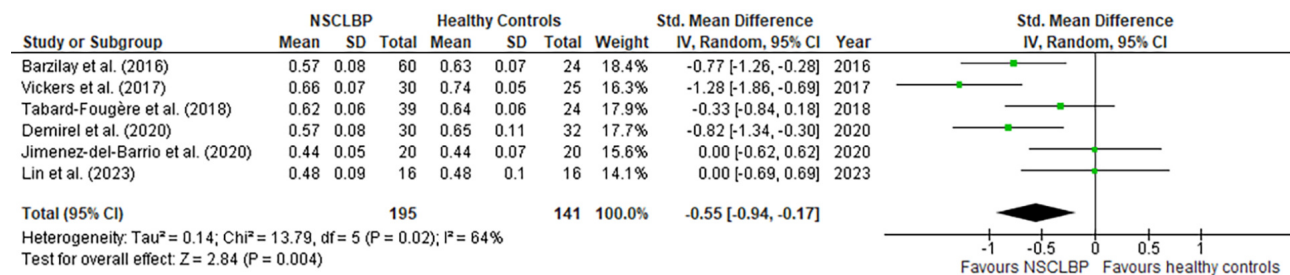 NSCLBP Healthy Controls Std. Mean Difference Std. Mean Difference
Study or Subgroup Mean SD Total Mean SD Total Weight IV, Random, 95% CI Year IV, Random, 95% CI
Barzilay et al. (2016) 0.57 0.08 60 0.63 0.07 24 18.4% -0.77 [-1.26, -0.28] 2016
Vickers et al. (2017) 0.66 0.07 30 0.74 0.05 25 16.3% -1.28 [-1.86, -0.69] 2017
Tabard-Fougère et al. (2018) 0.62 0.06 39 0.64 0.06 24 17.9% -0.33 [-0.84, 0.18] 2018
Demirel et al. (2020) 0.57 0.08 30 0.65 0.11 32 17.7% -0.82 [-1.34, -0.30] 2020
Jimenez-del-Barrio et al. (2020) 0.44 0.05 20 0.44 0.07 20 15.6% 0.00 [-0.62, 0.62] 2020
Lin et al. (2023) 0.48 0.09 16 0.48 0.1 16 14.1% 0.00 [-0.69, 0.69] 2023
Total (95% CI) 195 141 100.0% -0.55 [-0.94, -0.17]
Heterogeneity: Tau² = 0.14; Chi² = 13.79, df = 5 (P = 0.02); I² = 64%
Test for overall effect: Z = 2.84 (P = 0.004)
-1 -0.5 0 0.5 1
Favours NSCLBP Favours healthy controls